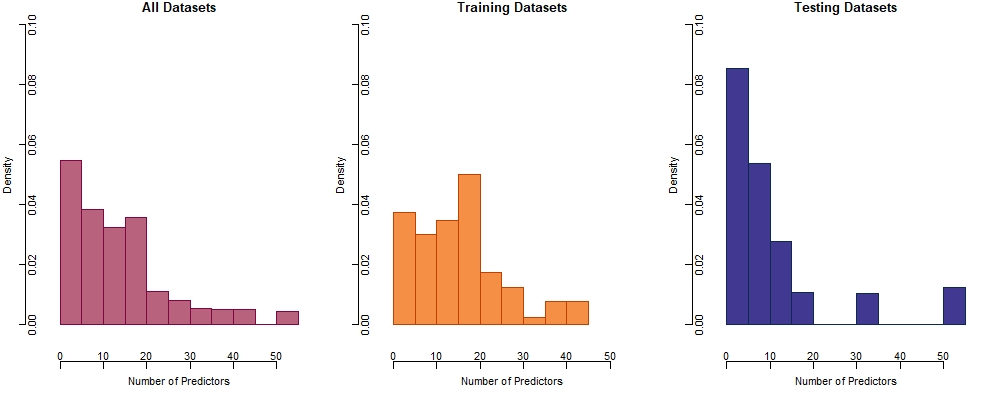 All Datasets
Training Datasets
Testing Datasets
Density
0.00 0.02 0.04 0.06 0.08 0.10
0 10 20 30 40 50
Number of Predictors
Density
0.00 0.02 0.04 0.06 0.08 0.10
0 10 20 30 40 50
Number of Predictors
Density
0.00 0.02 0.04 0.06 0.08 0.10
0 10 20 30 40 50
Number of Predictors